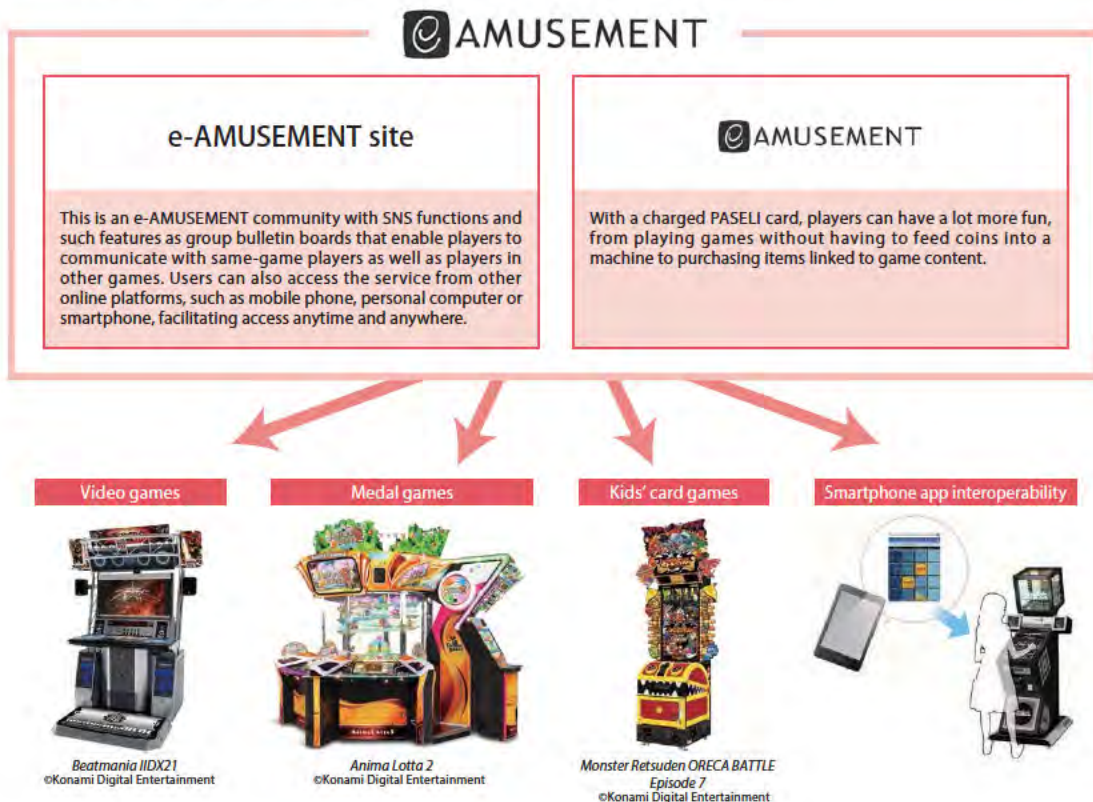 e AMUSEMENT
e-AMUSEMENT site
This is an e-AMUSEMENT community with SNS functions and
such features as group bulletin boards that enable players to
communicate with same-game players as well as players in
other games. Users can also access the service from other
online platforms, such as mobile phone, personal computer or
smartphone, facilitating access anytime and anywhere.
e AMUSEMENT
With a charged PASELI card, players can have a lot more fun,
from playing games without having to feed coins into a
machine to purchasing items linked to game content.
Video games
Medal games
Kids’ card games
Smartphone app interoperability
Beatmania IIDX21
©Konami Digital Entertainment
Anima Lotta 2
©Konami Digital Entertainment
Monster Retsuden ORECA BATTLE
Episode 7
©Konami Digital Entertainment